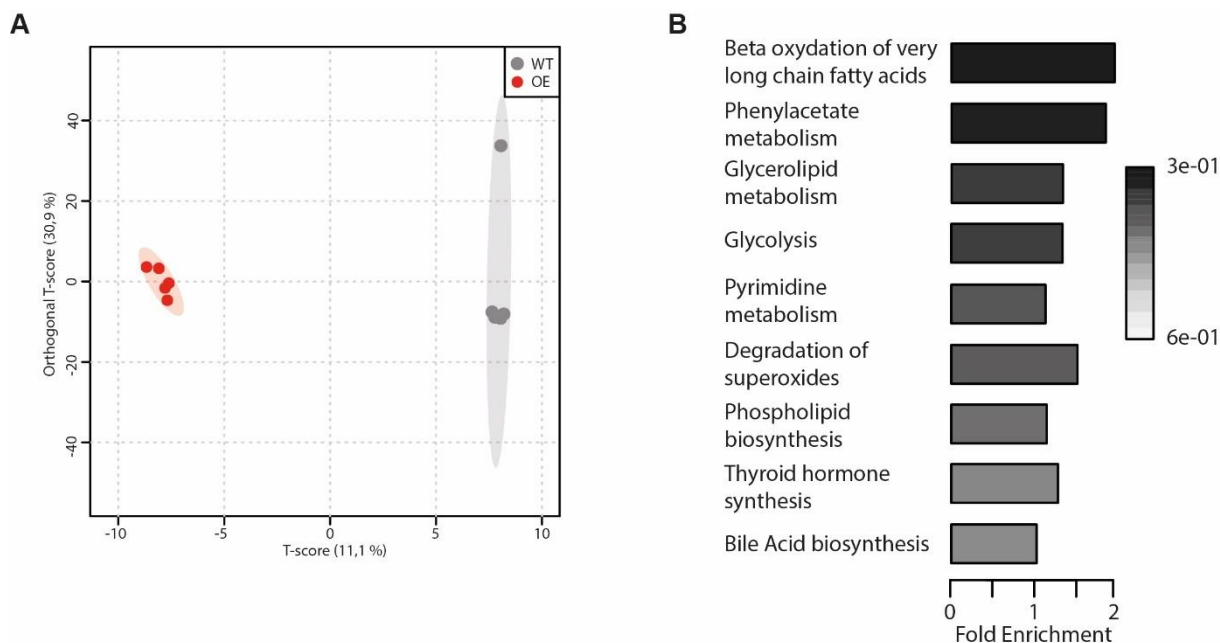 A
WT
OE
40
20
0
-20
-40
Orthogonal T-score (30,9 %)
-10
-5
0
5
10
T-score (11,1 %)
B
Beta oxydation of very
long chain fatty acids
Phenylacetate
metabolism
Glycerolipid
metabolism
Glycolysis
Pyrimidine
metabolism
Degradation of
superoxides
Phospholipid
biosynthesis
Thyroid hormone
synthesis
Bile Acid biosynthesis
3e-01
6e-01
0
1
2
Fold Enrichment